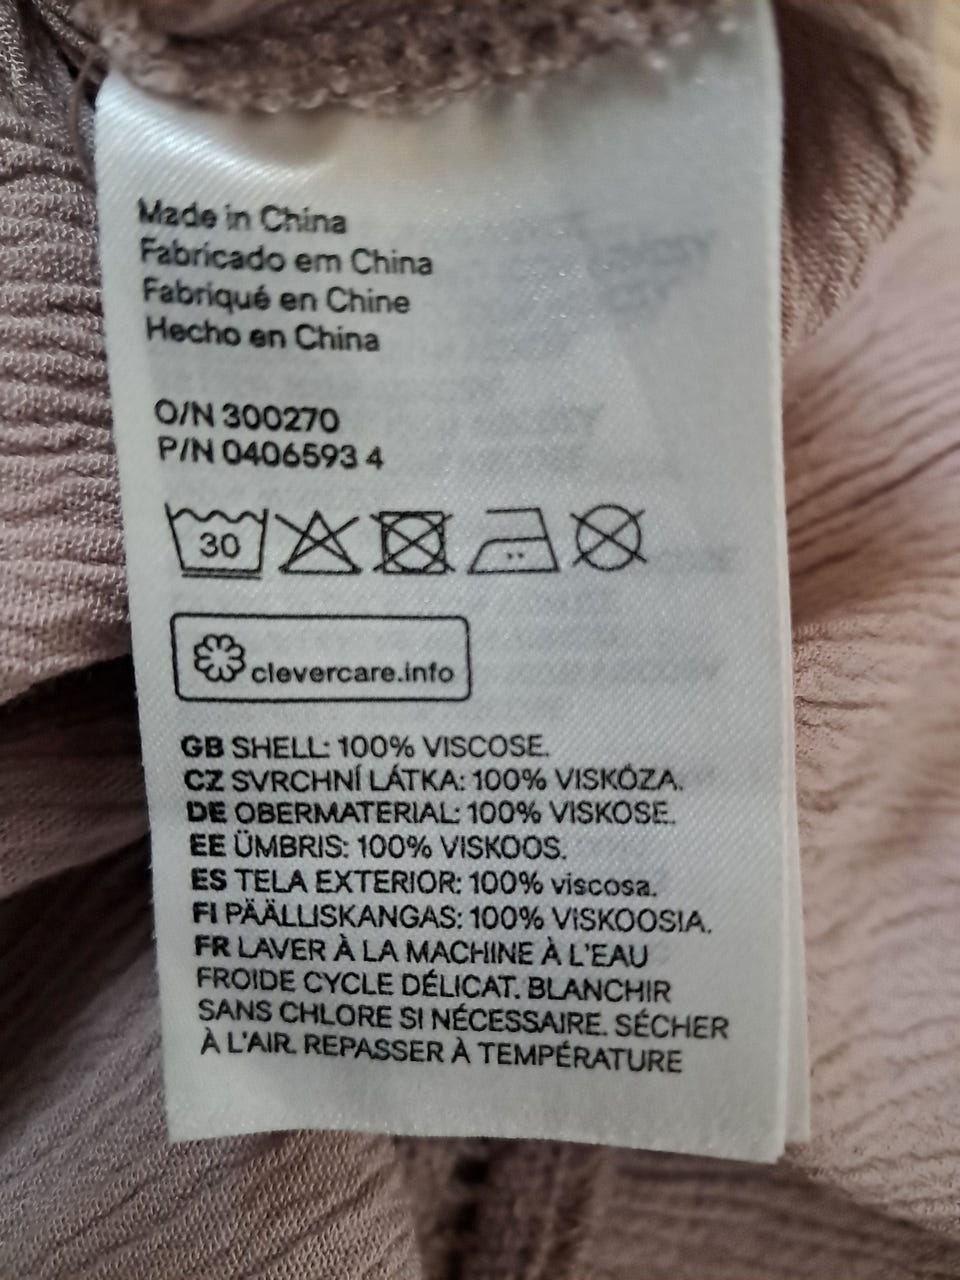 Made in China
Fabricado em China
Fabriqué en Chine
Hecho en China
O/N 300270
P/N 0406593 4
30
clevercare.info
GB SHELL: 100% VISCOSE.
CZ SVRCHNÍ LÁTKA: 100% VISKÓZA.
DE OBERMATERIAL: 100% VISKOSE.
EE ÜMBRIS: 100% VISKOOS.
ES TELA EXTERIOR: 100% viscosa.
FI PÄÄLLISKANGAS: 100% VISKOOSIA.
FR LAVER À LA MACHINE À L'EAU
FROIDE CYCLE DÉLICAT. BLANCHIR
SANS CHLORE SI NÉCESSAIRE. SÉCHER
À L'AIR. REPASSER À TEMPÉRATURE